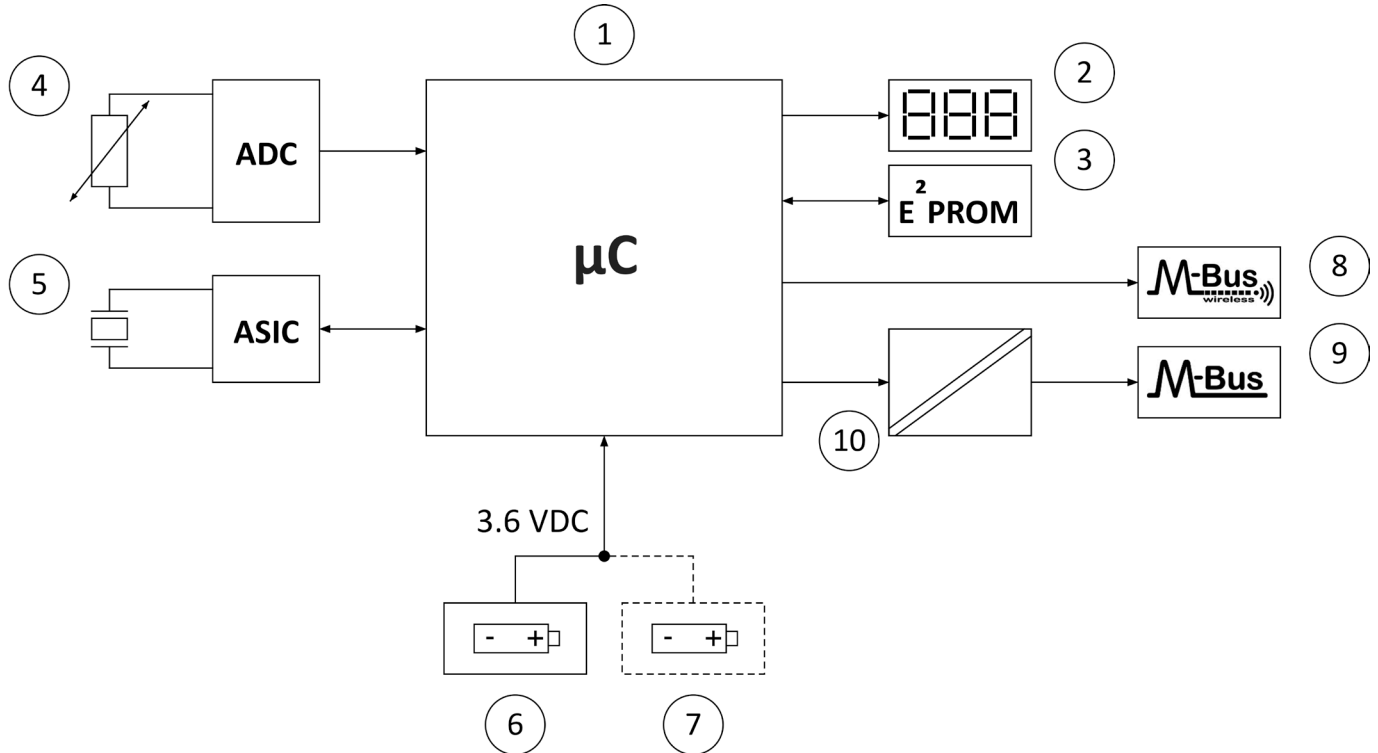 1
2
4
888
ADC
3
E²PROM
µC
8
M-Bus
wireless
5
ASIC
9
M-Bus
10
3.6 VDC
- +
- +
6
7